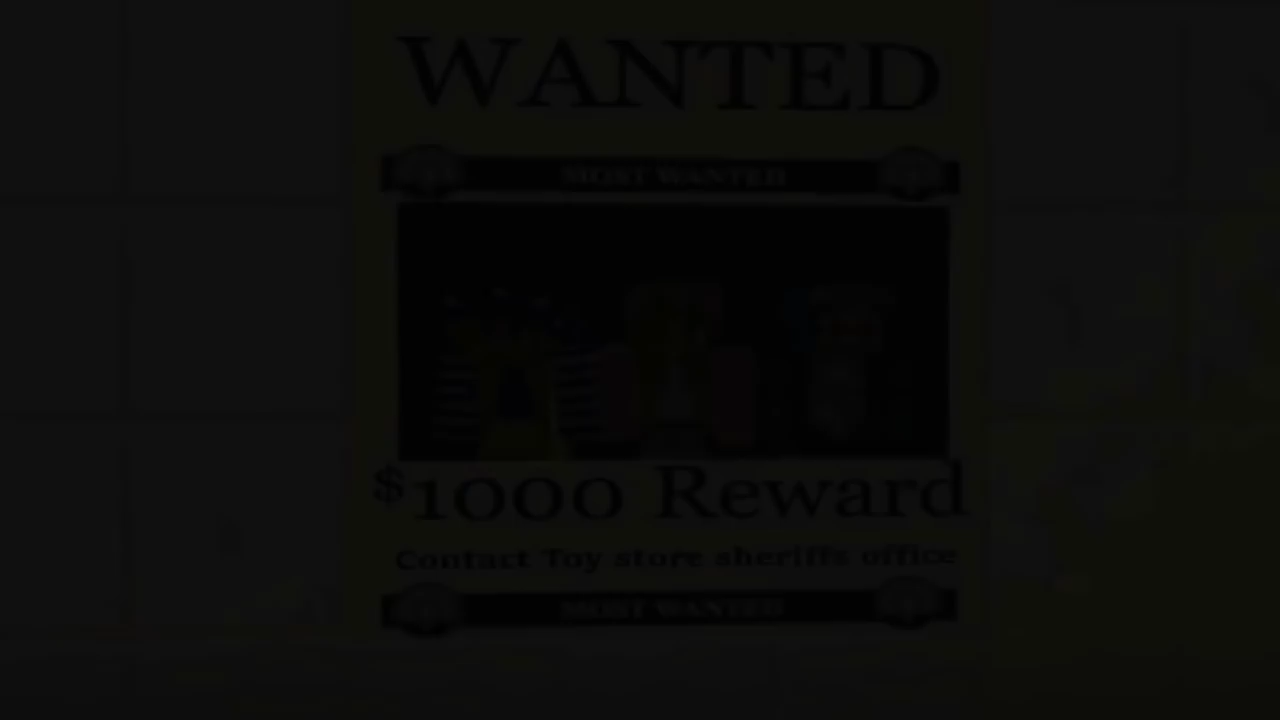 WANTED
MOST WANTED
$1000 Reward
Contact Toy store sheriffs office
MOST WANTED